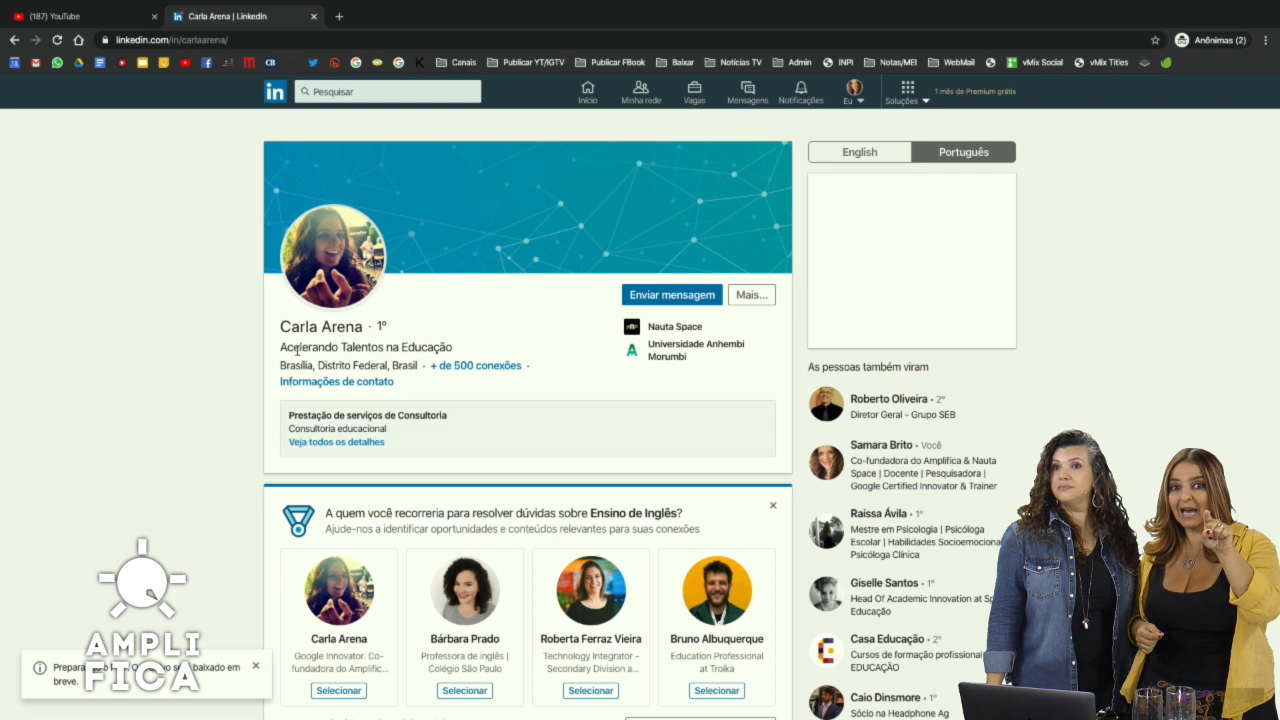 (187) YouTube
Carla Arena | LinkedIn
linkedin.com/in/carlaarena/
Anônimas (2)
Canais
Publicar YT/IGTV
Publicar FBook
Baixar
Notícias TV
Admin
INPI
Notas/MEI
WebMail
vMix Social
vMix Titles
in
Pesquisar
Início
Minha rede
Vagas
Mensagens
Notificações
Eu
Soluções
1 mês de Premium grátis
English
Português
Enviar mensagem
Mais...
Carla Arena · 1º
Acelerando Talentos na Educação
Brasília, Distrito Federal, Brasil · + de 500 conexões ·
Informações de contato
Nauta Space
Universidade Anhembi
Morumbi
Prestação de serviços de Consultoria
Consultoria educacional
Veja todos os detalhes
As pessoas também viram
Roberto Oliveira • 2º
Diretor Geral - Grupo SEB
Samara Brito • Você
Co-fundadora do Amplifica & Nauta
Space | Docente | Pesquisadora |
Google Certified Innovator & Trainer
Raissa Ávila • 1º
Mestre em Psicologia | Psicóloga
Escolar | Habilidades Socioemociona
Psicóloga Clínica
Giselle Santos • 1º
Head Of Academic Innovation at
Educação
Casa Educação • 2º
Cursos de formação profissional
EDUCAÇÃO
Caio Dinsmore • 1º
Sócio na Headphone Ag
A quem você recorreria para resolver dúvidas sobre Ensino de Inglês?
Ajude-nos a identificar oportunidades e conteúdos relevantes para suas conexões
Carla Arena
Google Innovator. Co-
fundadora do Amplific...
Selecionar
Bárbara Prado
Professora de inglês |
Colégio São Paulo
Selecionar
Roberta Ferraz Vieira
Technology Integrator -
Secondary Division a...
Selecionar
Bruno Albuquerque
Education Professional
at Troika
Selecionar
AMPLI
FICA
baixado em
breve.